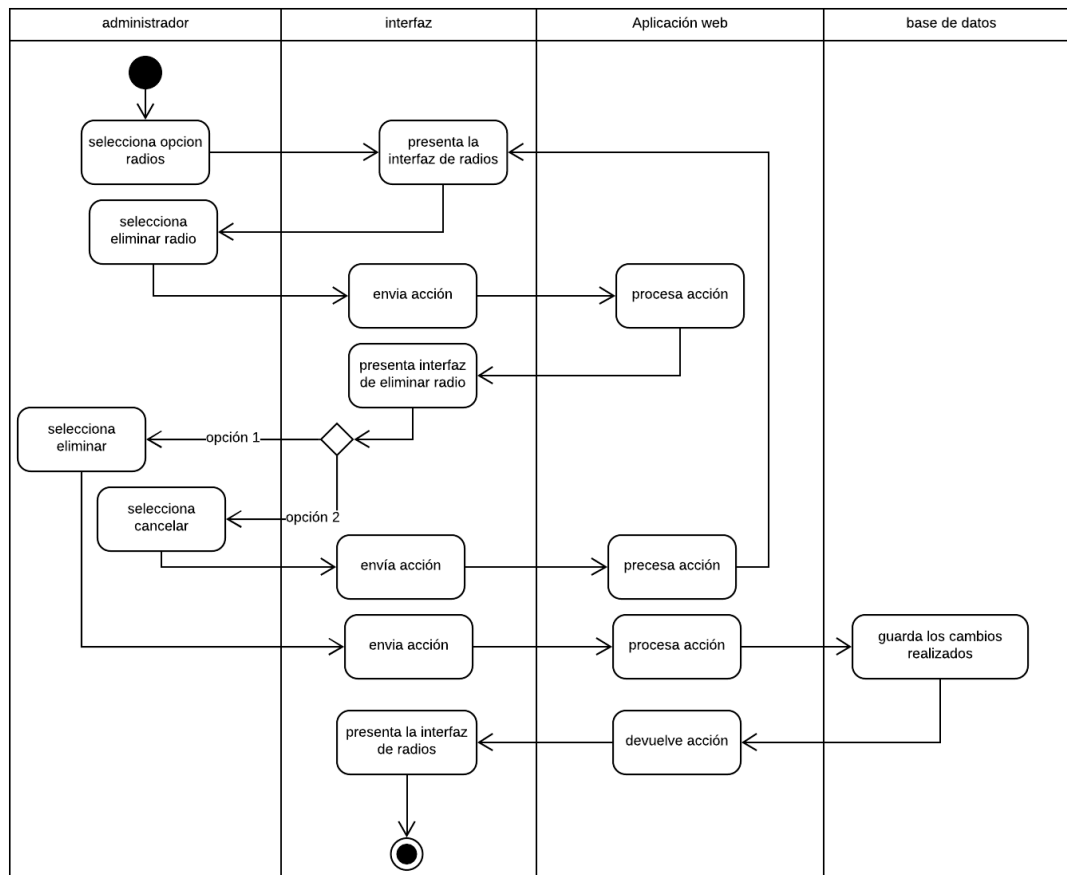 administrador
interfaz
Aplicación web
base de datos
selecciona opcion
radios
presenta la
interfaz de radios
selecciona
eliminar radio
envia acción
procesa acción
presenta interfaz
de eliminar radio
selecciona
eliminar
opción 1
selecciona
cancelar
opción 2
envía acción
precesa acción
envia acción
procesa acción
guarda los cambios
realizados
presenta la interfaz
de radios
devuelve acción